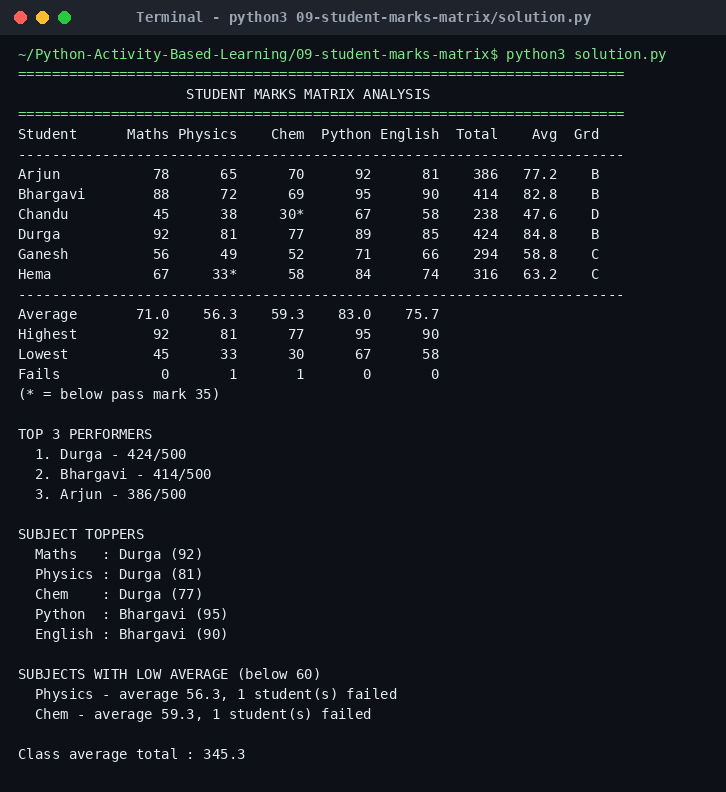 Terminal - python3 09-student-marks-matrix/solution.py
~/Python-Activity-Based-Learning/09-student-marks-matrix$ python3 solution.py
========================================================================
                    STUDENT MARKS MATRIX ANALYSIS
========================================================================
Student      Maths Physics    Chem  Python English  Total    Avg  Grd
------------------------------------------------------------------------
Arjun           78      65      70      92      81    386   77.2    B
Bhargavi        88      72      69      95      90    414   82.8    B
Chandu          45      38     30*      67      58    238   47.6    D
Durga           92      81      77      89      85    424   84.8    B
Ganesh          56      49      52      71      66    294   58.8    C
Hema            67     33*      58      84      74    316   63.2    C
------------------------------------------------------------------------
Average       71.0    56.3    59.3    83.0    75.7
Highest         92      81      77      95      90
Lowest          45      33      30      67      58
Fails            0       1       1       0       0
(* = below pass mark 35)

TOP 3 PERFORMERS
  1. Durga - 424/500
  2. Bhargavi - 414/500
  3. Arjun - 386/500

SUBJECT TOPPERS
  Maths   : Durga (92)
  Physics : Durga (81)
  Chem    : Durga (77)
  Python  : Bhargavi (95)
  English : Bhargavi (90)

SUBJECTS WITH LOW AVERAGE (below 60)
  Physics - average 56.3, 1 student(s) failed
  Chem - average 59.3, 1 student(s) failed

Class average total : 345.3